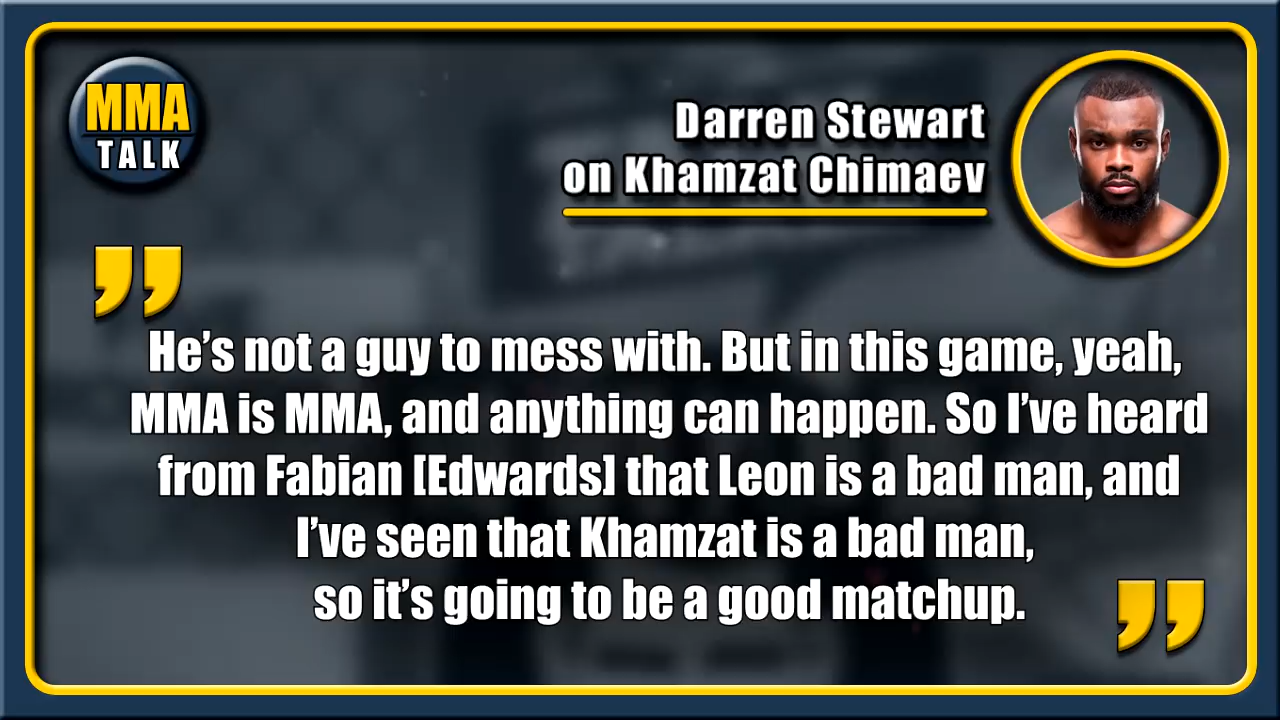 MMA
TALK
Darren Stewart
on Khamzat Chimaev
”
He’s not a guy to mess with. But in this game, yeah,
MMA is MMA, and anything can happen. So I’ve heard
from Fabian [Edwards] that Leon is a bad man, and
I’ve seen that Khamzat is a bad man,
so it’s going to be a good matchup.
”